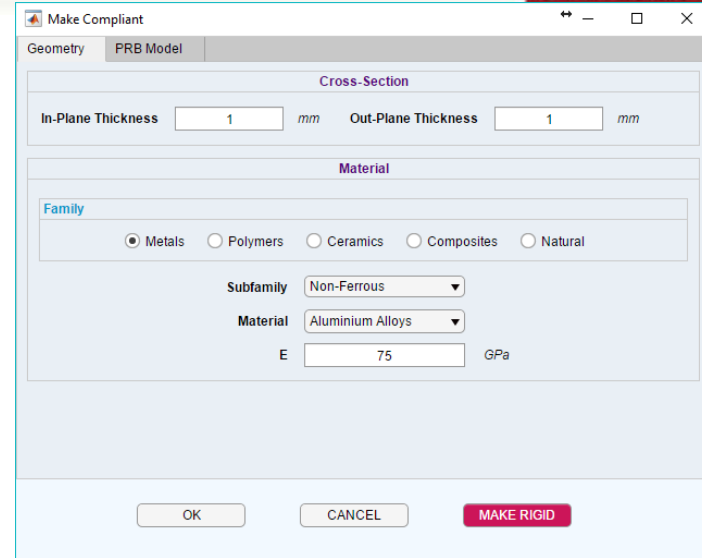 Make Compliant
Geometry PRB Model
Cross-Section
In-Plane Thickness 1 mm Out-Plane Thickness 1 mm
Material
Family
Metals Polymers Ceramics Composites Natural
Subfamily Non-Ferrous
Material Aluminium Alloys
E 75 GPa
OK CANCEL MAKE RIGID